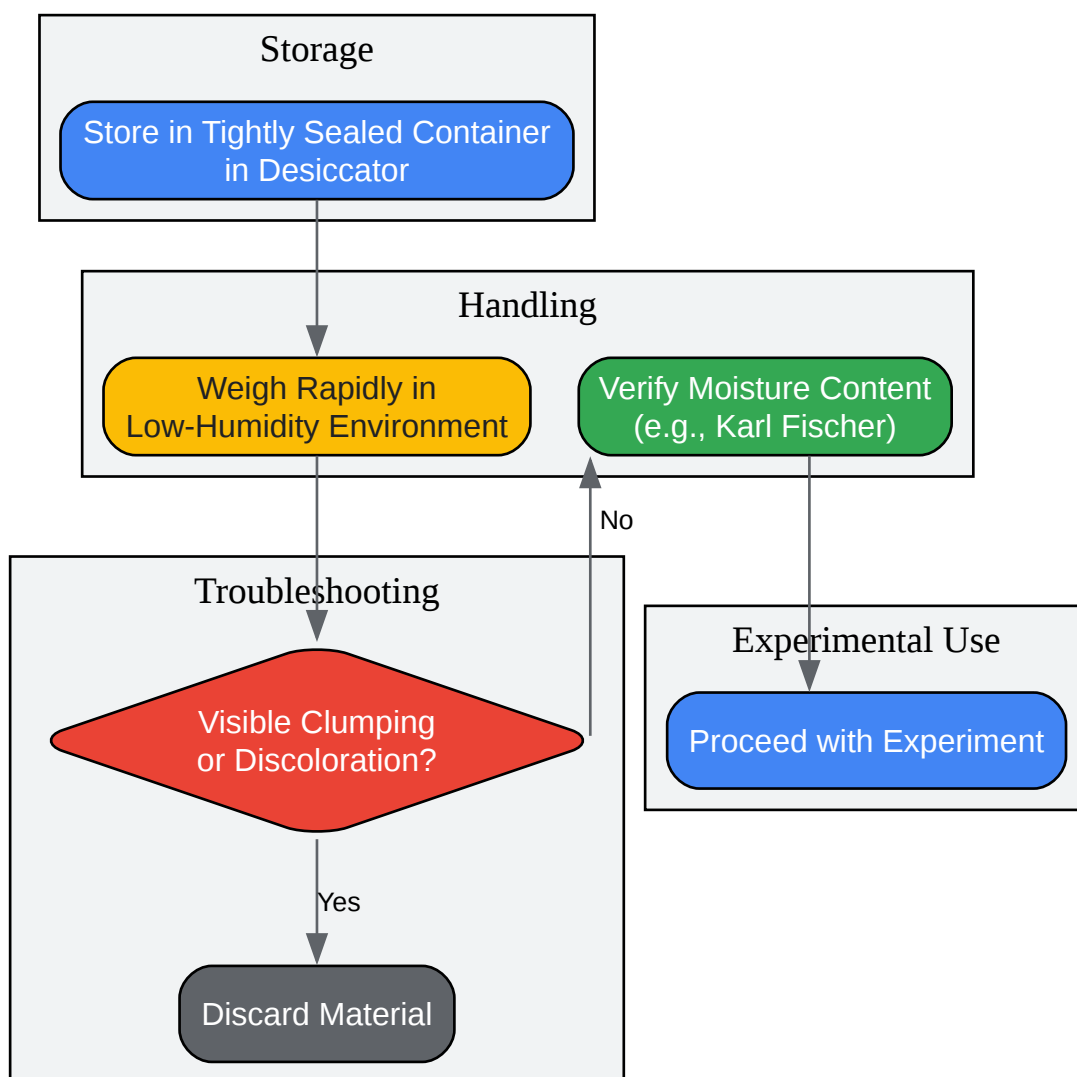 Storage
Store in Tightly Sealed Container
in Desiccator
Handling
Weigh Rapidly in
Low-Humidity Environment
Verify Moisture Content
(e.g., Karl Fischer)
No
Troubleshooting
Visible Clumping
or Discoloration?
Experimental Use
Proceed with Experiment
Yes
Discard Material